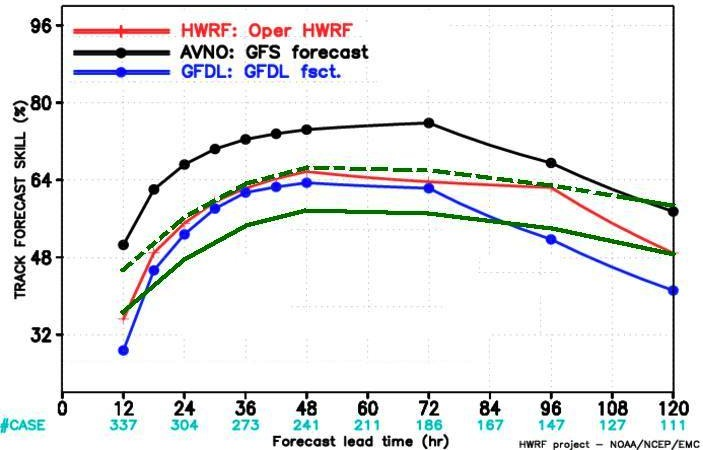 96
80
64
48
32
TRACK FORECAST SKILL (%)
HWRF: Oper HWRF
AVNO: GFS forecast
GFDL: GFDL fsct.
0 12 24 36 48 60 72 84 96 108 120
#CASE 337 304 273 241 211 186 167 147 127 111
Forecast lead time (hr)
HWRF project – NOAA/NCEP/EMC